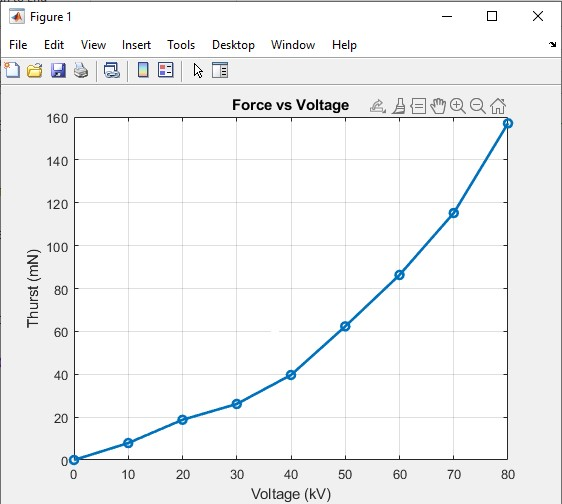 Figure 1
File Edit View Insert Tools Desktop Window Help
Force vs Voltage
160
140
120
100
80
60
40
20
0
Thurst (mN)
0 10 20 30 40 50 60 70 80
Voltage (kV)